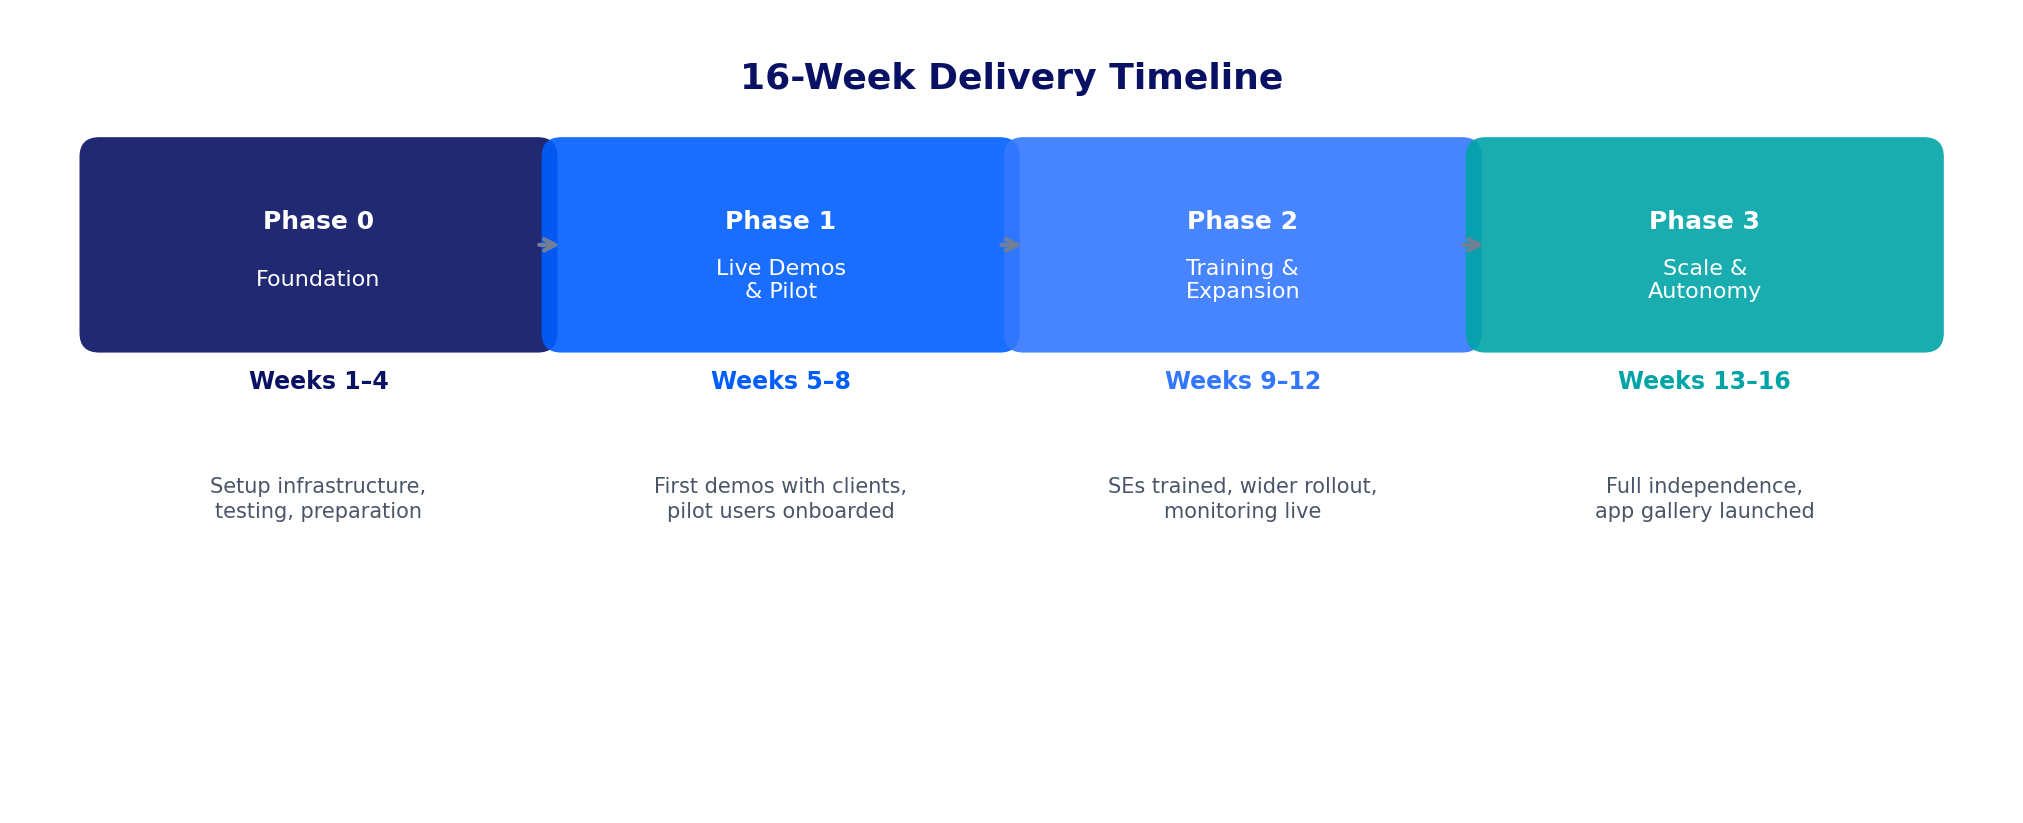 16-Week Delivery Timeline
Phase 0
Foundation
Weeks 1–4
Setup infrastructure,
testing, preparation
Phase 1
Live Demos
& Pilot
Weeks 5–8
First demos with clients,
pilot users onboarded
Phase 2
Training &
Expansion
Weeks 9–12
SEs trained, wider rollout,
monitoring live
Phase 3
Scale &
Autonomy
Weeks 13–16
Full independence,
app gallery launched